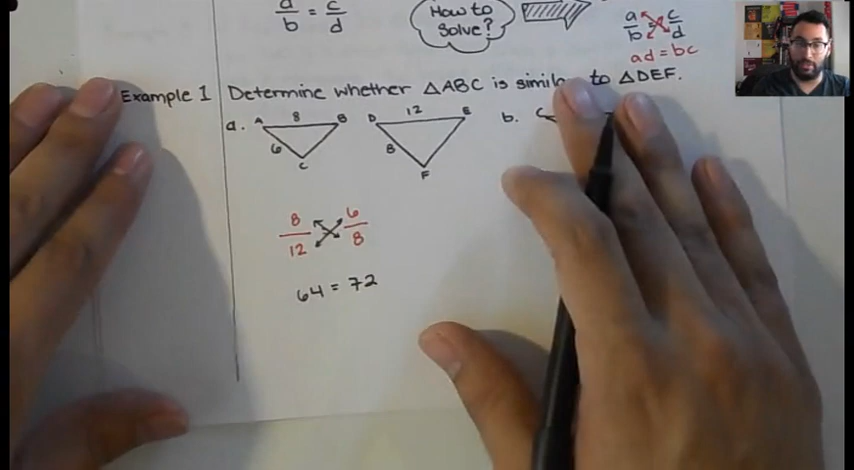 a/b = c/d
How to
Solve?
a/b = c/d
ad = bc
Example 1 Determine whether △ABC is similar to △DEF.
a. A 8 B D 12 E b. C
6 8
C F
8/12 6/8
64 = 72